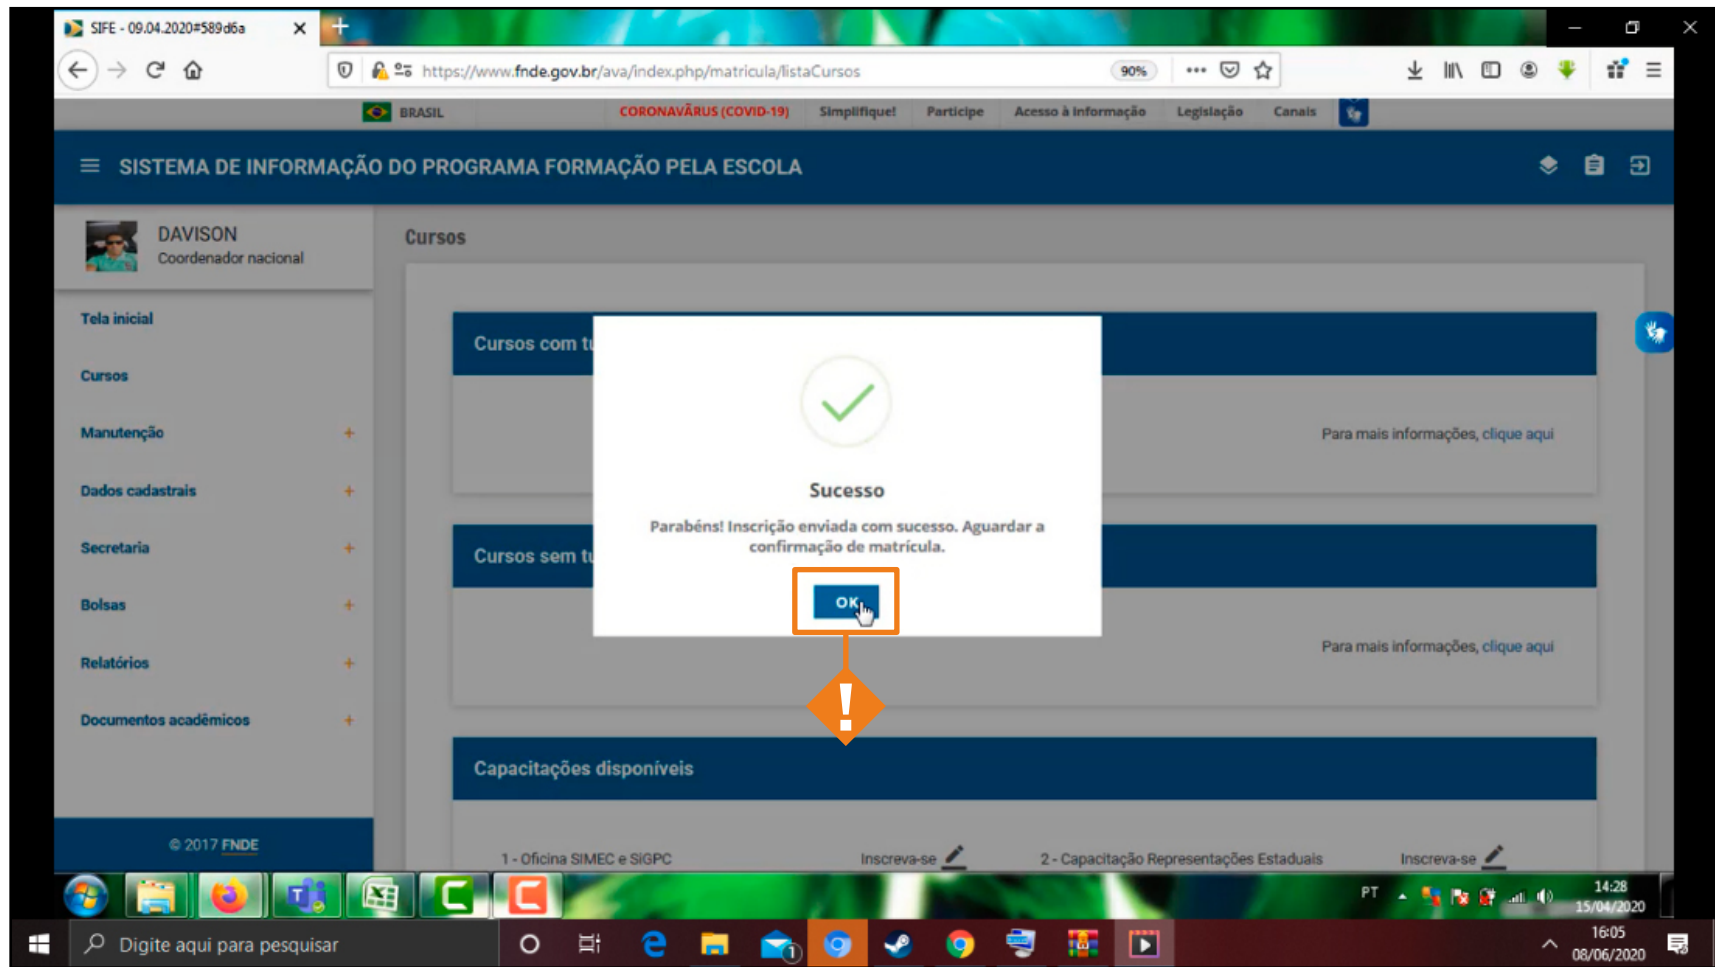 SIFE - 09.04.2020#589d6a
https://www.fnde.gov.br/ava/index.php/matricula/listaCursos
90%
BRASIL
CORONAVÃRUS (COVID-19)
Simplifique!
Participe
Acesso à informação
Legislação
Canais
SISTEMA DE INFORMAÇÃO DO PROGRAMA FORMAÇÃO PELA ESCOLA
DAVISON
Coordenador nacional
Cursos
Tela inicial
Cursos
Manutenção +
Dados cadastrais +
Secretaria +
Bolsas +
Relatórios +
Documentos acadêmicos +
© 2017 FNDE
Cursos com tu
Para mais informações, clique aqui
Sucesso
Parabéns! Inscrição enviada com sucesso. Aguardar a
confirmação de matrícula.
OK
!
Cursos sem tu
Para mais informações, clique aqui
Capacitações disponíveis
1 - Oficina SIMEC e SiGPC
Inscreva-se
2 - Capacitação Representações Estaduais
Inscreva-se
PT
14:28
15/04/2020
Digite aqui para pesquisar
1
16:05
08/06/2020